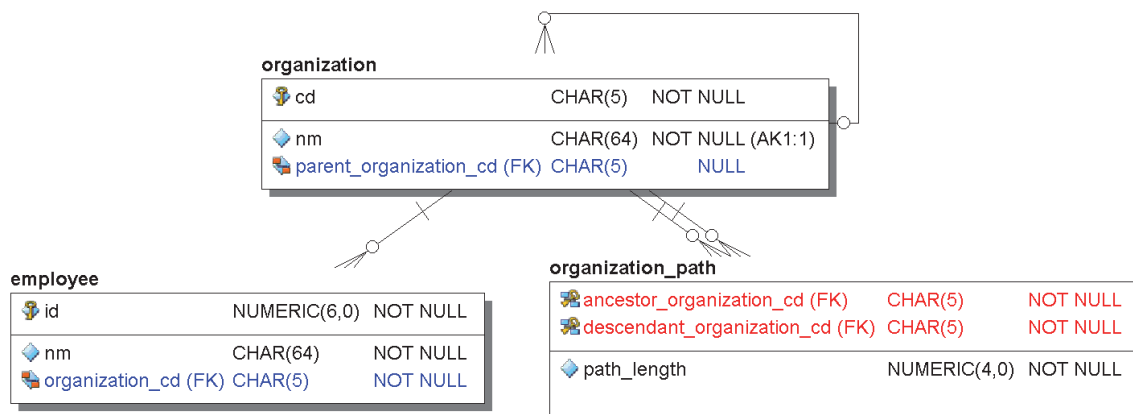 organization
cd CHAR(5) NOT NULL
nm CHAR(64) NOT NULL (AK1:1)
parent_organization_cd (FK) CHAR(5) NULL
employee
id NUMERIC(6,0) NOT NULL
nm CHAR(64) NOT NULL
organization_cd (FK) CHAR(5) NOT NULL
organization_path
ancestor_organization_cd (FK) CHAR(5) NOT NULL
descendant_organization_cd (FK) CHAR(5) NOT NULL
path_length NUMERIC(4,0) NOT NULL